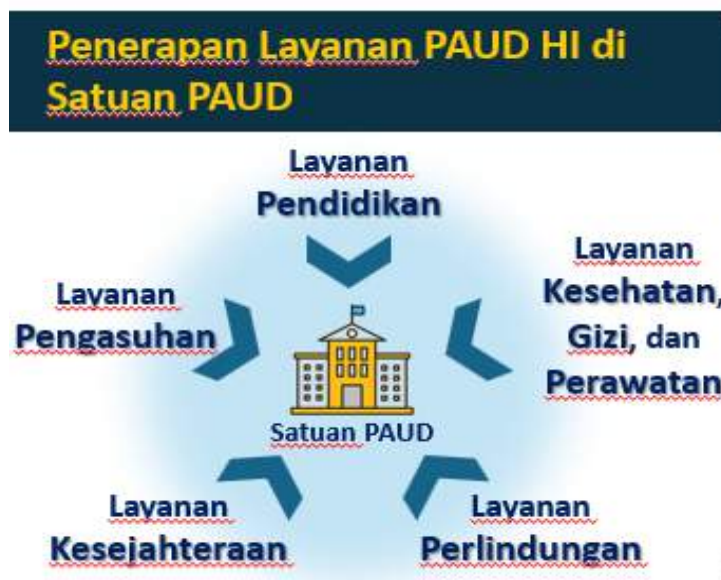 Penerapan Layanan PAUD HI di
Satuan PAUD
Layanan
Pendidikan
Layanan
Kesehatan,
Gizi, dan
Perawatan
Layanan
Pengasuhan
Satuan PAUD
Layanan
Kesejahteraan
Layanan
Perlindungan